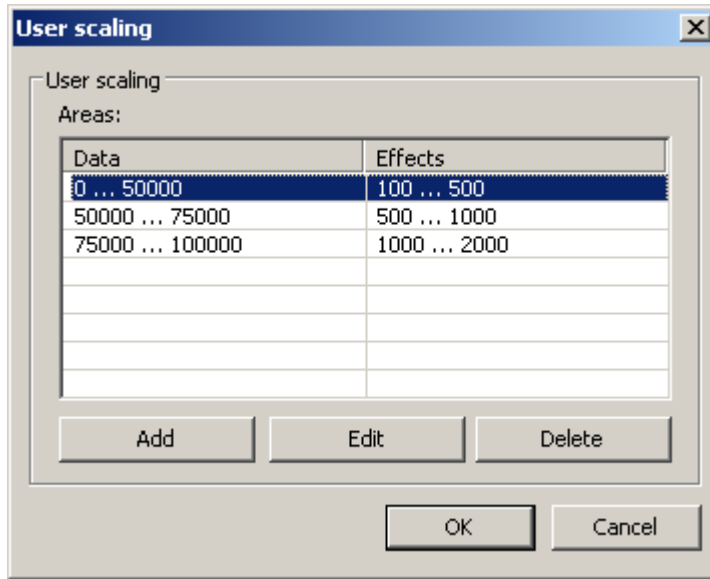 User scaling
User scaling
Areas:
Data Effects
0 ... 50000 100 ... 500
50000 ... 75000 500 ... 1000
75000 ... 100000 1000 ... 2000
Add Edit Delete
OK Cancel